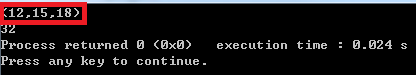 (12,15,18)
32
Process returned 0 (0x0)   execution time : 0.024 s
Press any key to continue.